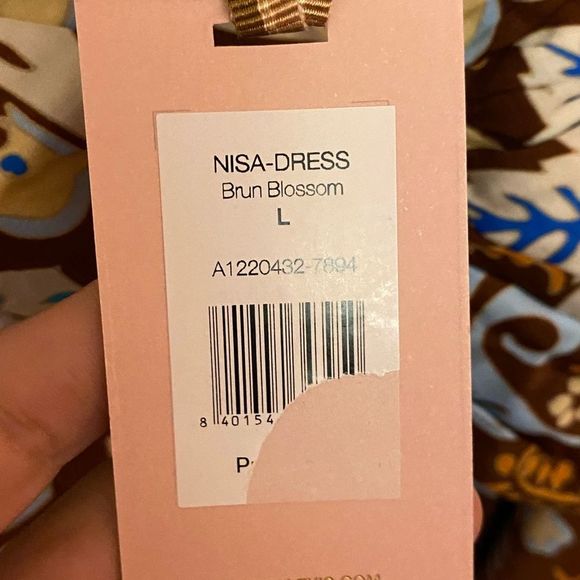 NISA-DRESS
Brun Blossom
L
A1220432-7894
8 40154